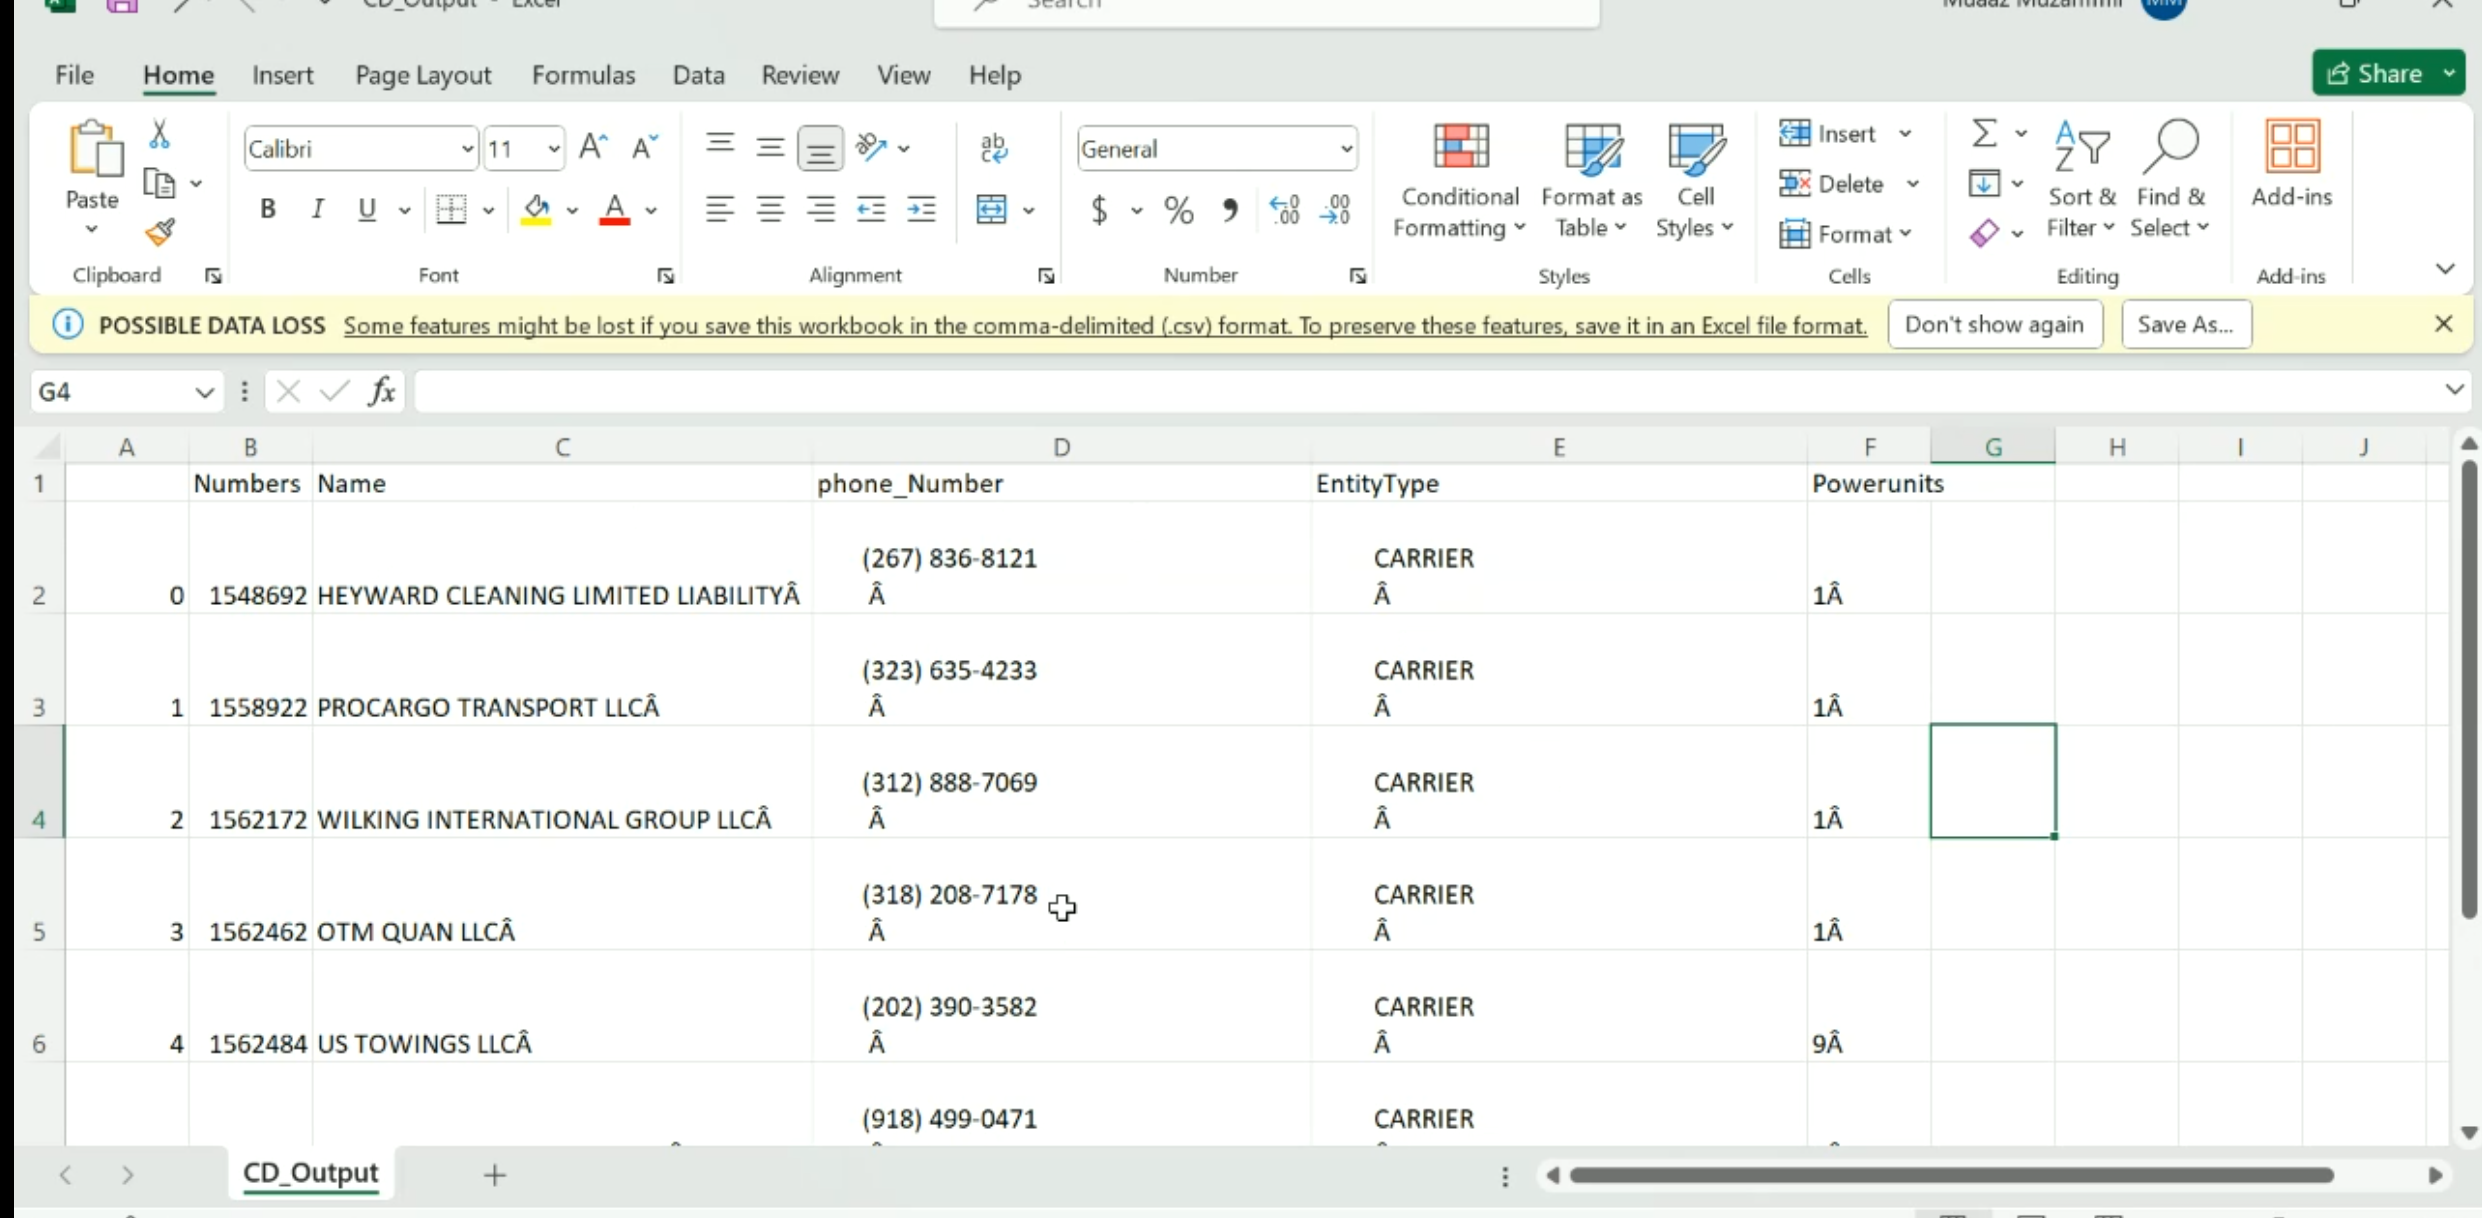 CD_Output - Excel
Search
Muaaz Muzammil
MM
File Home Insert Page Layout Formulas Data Review View Help
Share
Paste
Calibri 11
General
Conditional Formatting
Format as Table
Cell Styles
Insert
Delete
Format
Sort & Filter
Find & Select
Add-ins
Clipboard Font Alignment Number Styles Cells Editing Add-ins
POSSIBLE DATA LOSS Some features might be lost if you save this workbook in the comma-delimited (.csv) format. To preserve these features, save it in an Excel file format. Don't show again Save As...
G4 fx
A B C D E F G H I J
1 Numbers Name phone_Number EntityType Powerunits
(267) 836-8121 CARRIER
2 0 1548692 HEYWARD CLEANING LIMITED LIABILITYÂ Â Â 1Â
(323) 635-4233 CARRIER
3 1 1558922 PROCARGO TRANSPORT LLCÂ Â Â 1Â
(312) 888-7069 CARRIER
4 2 1562172 WILKING INTERNATIONAL GROUP LLCÂ Â Â 1Â
(318) 208-7178 CARRIER
5 3 1562462 OTM QUAN LLCÂ Â Â 1Â
(202) 390-3582 CARRIER
6 4 1562484 US TOWINGS LLCÂ Â Â 9Â
(918) 499-0471 CARRIER
CD_Output